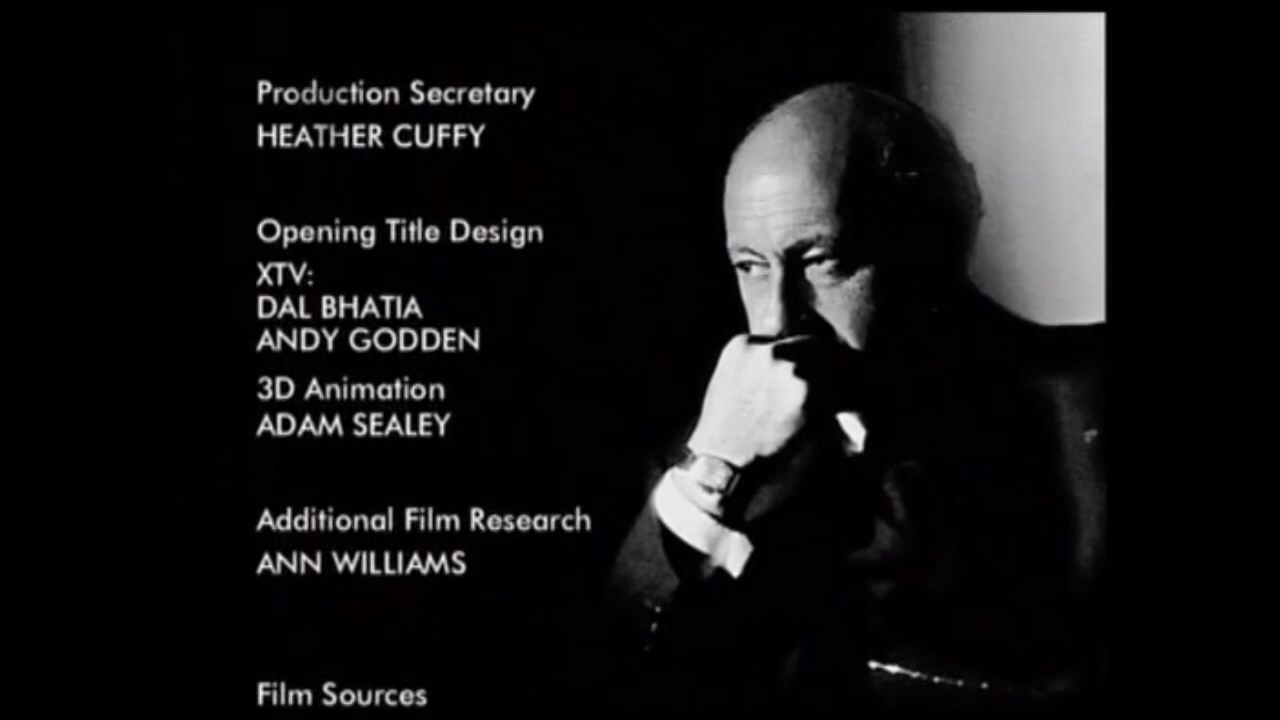 Production Secretary
HEATHER CUFFY
Opening Title Design
XTV:
DAL BHATIA
ANDY GODDEN
3D Animation
ADAM SEALEY
Additional Film Research
ANN WILLIAMS
Film Sources